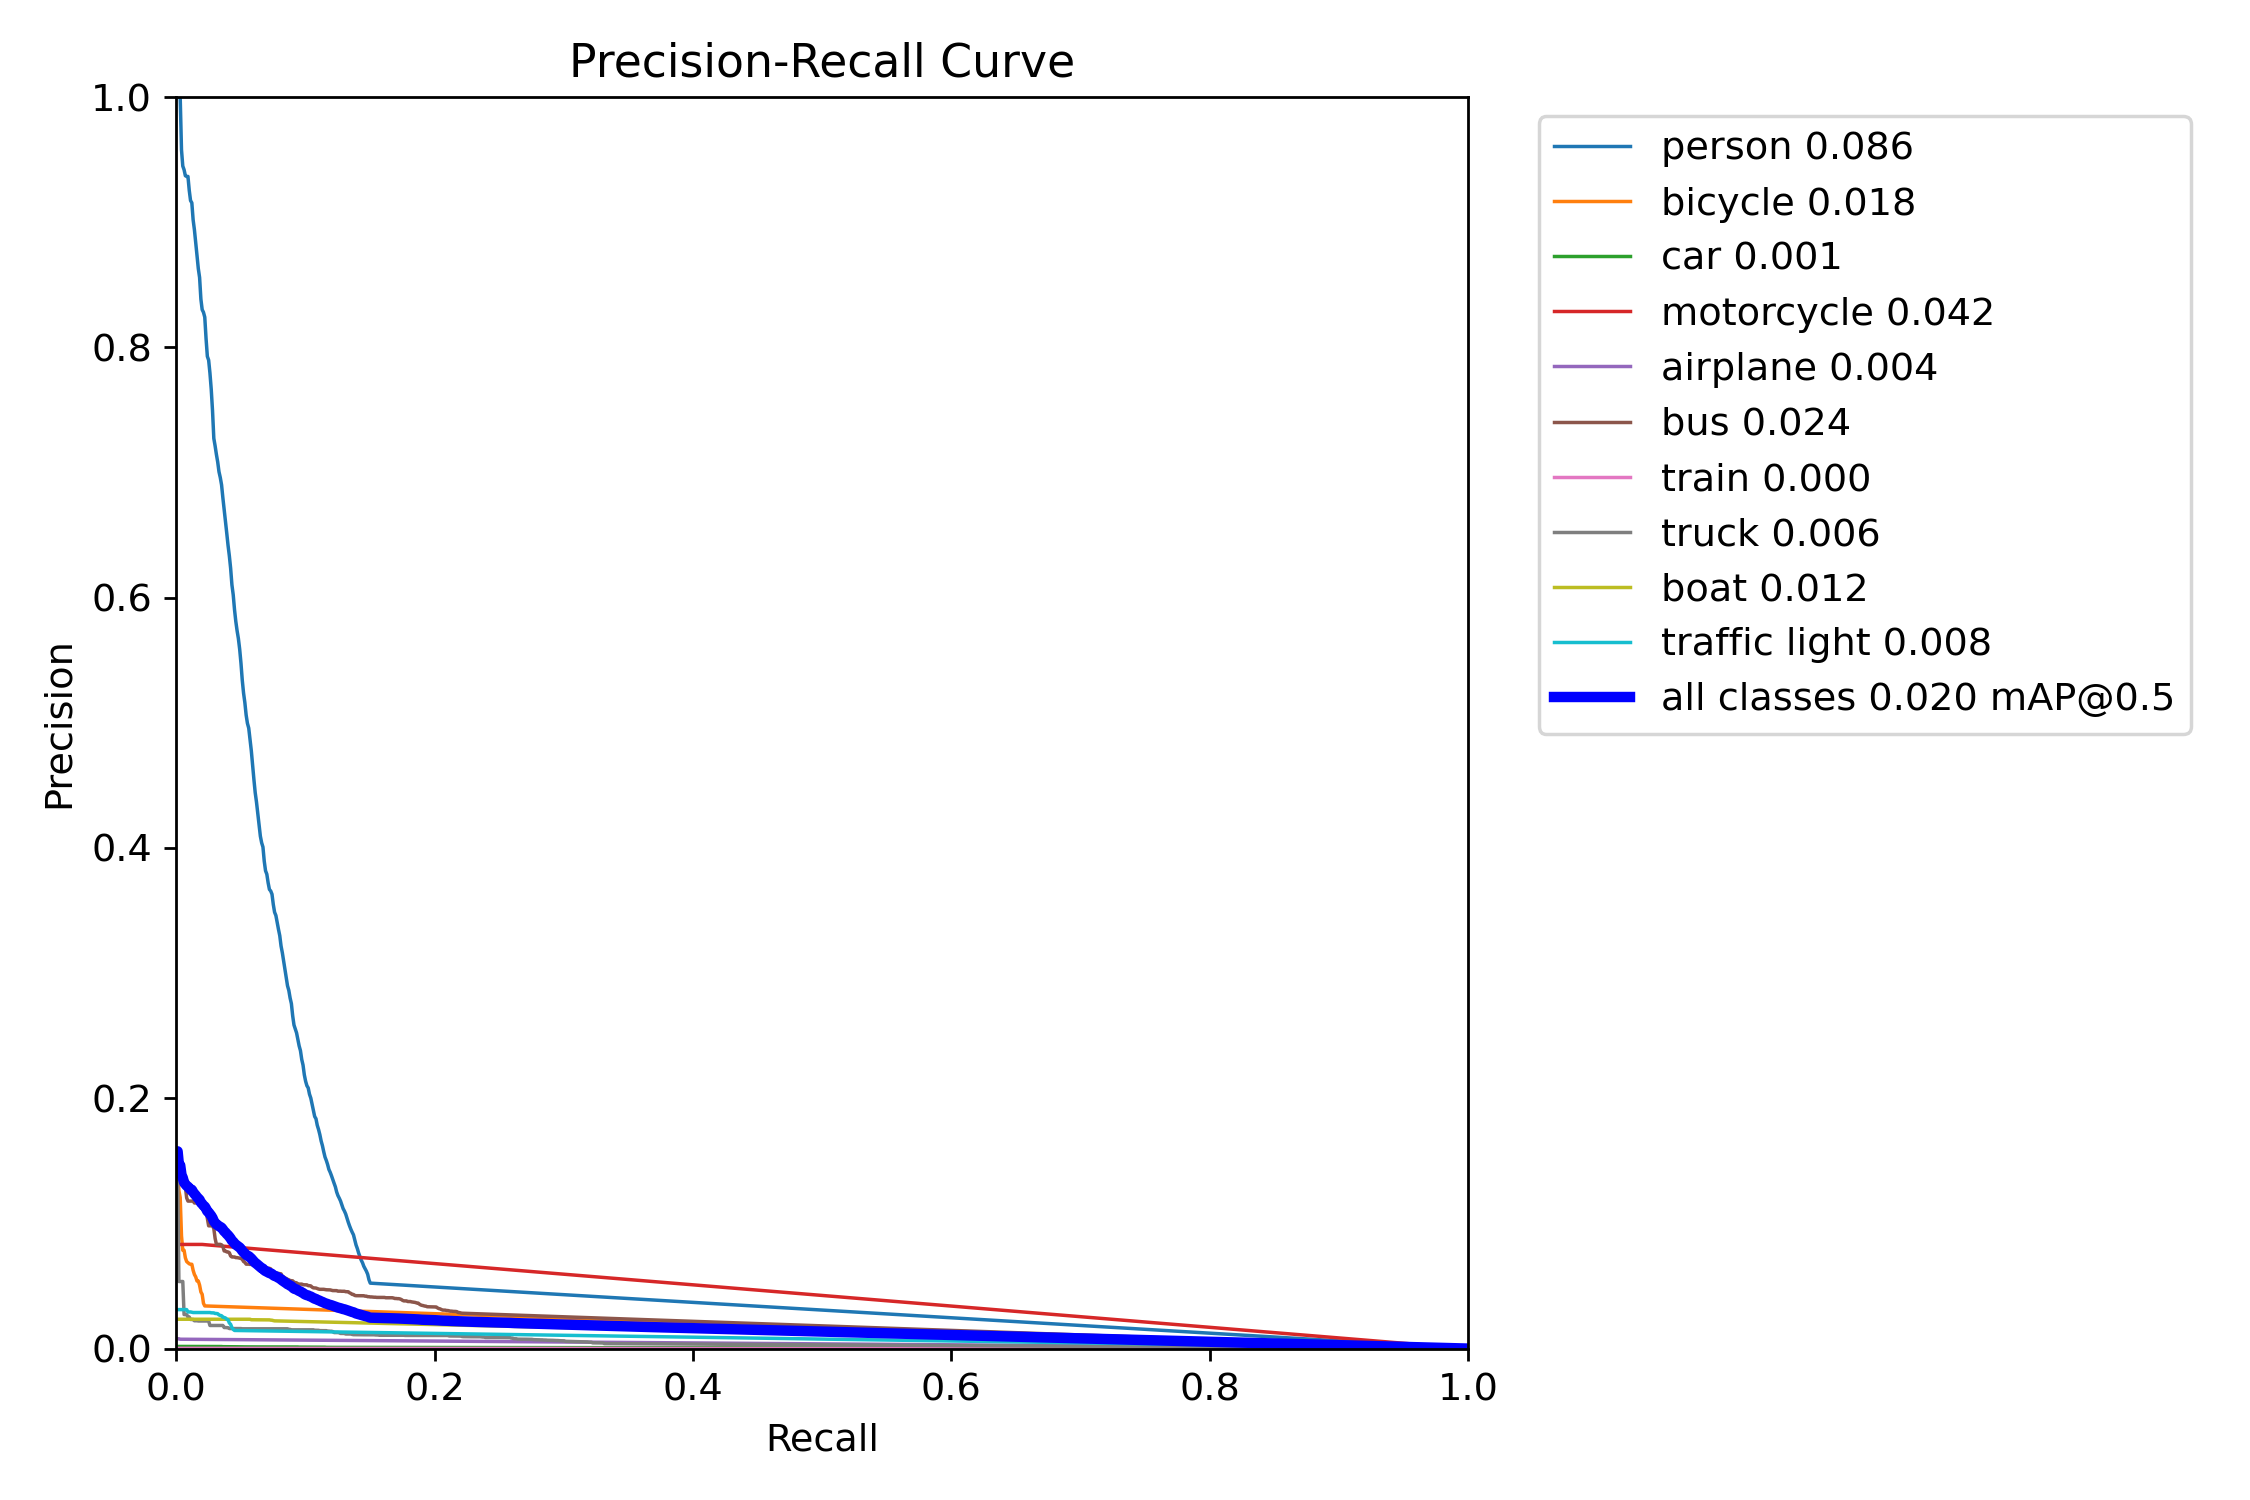 Precision-Recall Curve
1.0
0.8
0.6
0.4
0.2
0.0
Precision
0.0 0.2 0.4 0.6 0.8 1.0
Recall
person 0.086
bicycle 0.018
car 0.001
motorcycle 0.042
airplane 0.004
bus 0.024
train 0.000
truck 0.006
boat 0.012
traffic light 0.008
all classes 0.020 mAP@0.5